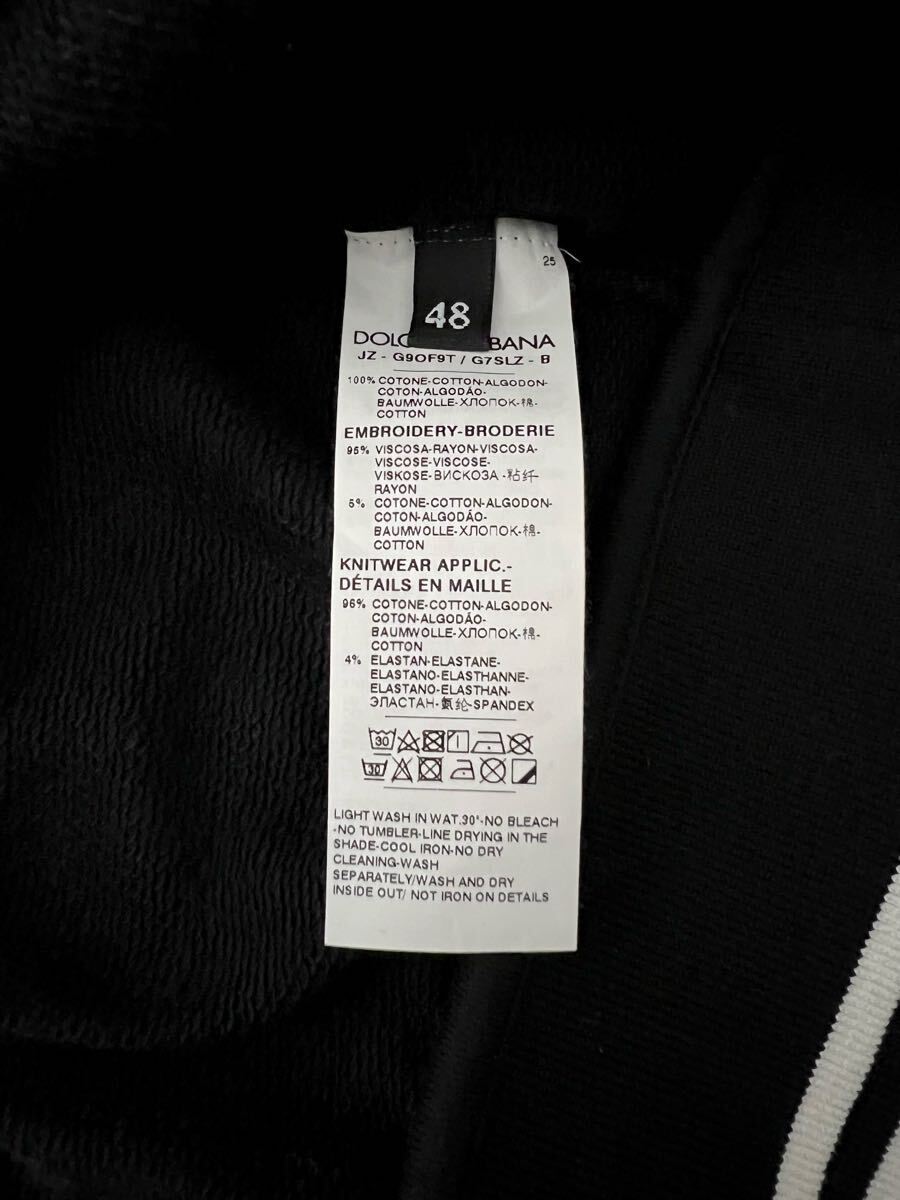 25
48
DOL BANA
JZ - G9OF9T / G7SLZ - B
100% COTONE-COTTON-ALGODON-
COTON-ALGODÃO-
BAUMWOLLE-ХЛОПОК-棉-
COTTON
EMBROIDERY-BRODERIE
95% VISCOSA-RAYON-VISCOSA-
VISCOSE-VISCOSE-
VISKOSE-ВИСКОЗА-粘纤-
RAYON
5% COTONE-COTTON-ALGODON-
COTON-ALGODÃO-
BAUMWOLLE-ХЛОПОК-棉-
COTTON
KNITWEAR APPLIC.-
DÉTAILS EN MAILLE
96% COTONE-COTTON-ALGODON-
COTON-ALGODÃO-
BAUMWOLLE-ХЛОПОК-棉-
COTTON
4% ELASTAN-ELASTANE-
ELASTANO-ELASTHANNE-
ELASTANO-ELASTHAN-
ЭЛАСТАН-氨纶-SPANDEX
30
30
LIGHT WASH IN WAT.30°-NO BLEACH
-NO TUMBLER-LINE DRYING IN THE
SHADE-COOL IRON-NO DRY
CLEANING-WASH
SEPARATELY/WASH AND DRY
INSIDE OUT/ NOT IRON ON DETAILS